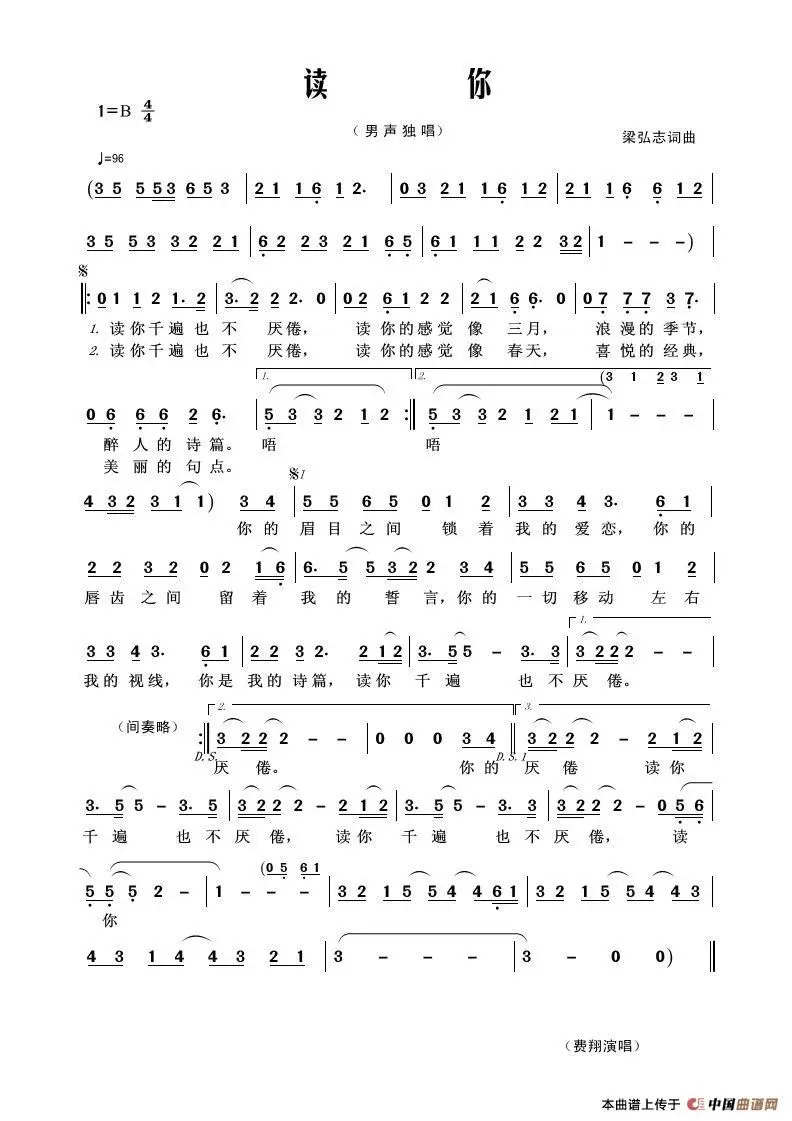 读 你
1=B 4/4
（男声独唱）
梁弘志词曲
♩=96
(3 5 5 5 3 6 5 3 | 2 1 1 6 1 2. | 0 3 2 1 1 6 1 2 | 2 1 1 6 6 1 2
3 5 5 3 3 2 2 1 | 6 2 2 3 2 1 6 5 | 6 1 1 1 2 2 3 2 | 1 - - -)
𝄋
0 1 1 2 1. 2 | 3. 2 2 2. 0 | 0 2 6 1 2 2 | 2 1 6 6. 0 | 0 7 7 7 3 7.
1. 读你千遍也不 厌倦， 读你的感觉 像 三月， 浪漫的季节，
2. 读你千遍也不 厌倦， 读你的感觉 像 春天， 喜悦的经典，
1. 2. (3 1 2 3 1
0 6 6 6 2 6. | 5 3 3 2 1 2 :| 5 3 3 2 1 2 1 | 1 - - -
醉人的诗篇。 唔 唔
美丽的句点。
𝄋1
4 3 2 3 1 1) 3 4 | 5 5 6 5 0 1 2 | 3 3 4 3. 6 1
你的 眉目之间 锁着 我的爱恋，你的
2 2 3 2 0 2 1 6 | 6. 5 5 3 2 2 3 4 | 5 5 6 5 0 1 2
唇齿之间 留着 我的誓言，你的 一切移动 左右
1.
3 3 4 3. 6 1 | 2 2 3 2. 2 1 2 | 3. 5 5 - 3. 3 | 3 2 2 2 - -
我的视线，你是 我的诗篇，读你 千遍 也不厌倦。
2. 3.
（间奏略） :| 3 2 2 2 - - | 0 0 0 3 4 || 3 2 2 2 - 2 1 2
D.S. D.S.1
厌倦。 你的 厌倦 读你
3. 5 5 - 3. 5 | 3 2 2 2 - 2 1 2 | 3. 5 5 - 3. 3 | 3 2 2 2 - 0 5 6
千遍 也不厌倦，读你 千遍 也不厌倦，读
(0 5 6 1
5 5 5 2 - | 1 - - | 3 2 1 5 5 4 4 6 1 | 3 2 1 5 5 4 4 3
你
4 3 1 4 4 3 2 1 | 3 - - - | 3 - 0 0) ||
（费翔演唱）
本曲谱上传于 中国曲谱网